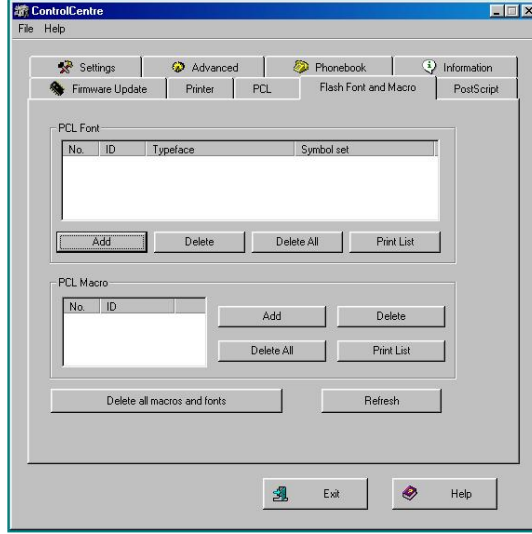 ControlCentre
File Help
Settings Advanced Phonebook Information
Firmware Update Printer PCL Flash Font and Macro PostScript
PCL Font
No. ID Typeface Symbol set
Add Delete Delete All Print List
PCL Macro
No. ID
Add Delete
Delete All Print List
Delete all macros and fonts Refresh
Exit Help